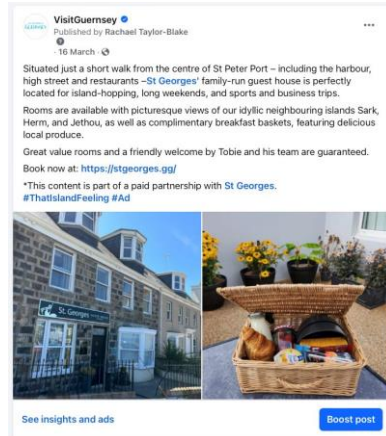 VisitGuernsey
Published by Rachael Taylor-Blake
· 16 March ·
Situated just a short walk from the centre of St Peter Port – including the harbour,
high street and restaurants –St Georges' family-run guest house is perfectly
located for island-hopping, long weekends, and sports and business trips.
Rooms are available with picturesque views of our idyllic neighbouring islands Sark,
Herm, and Jethou, as well as complimentary breakfast baskets, featuring delicious
local produce.
Great value rooms and a friendly welcome by Tobie and his team are guaranteed.
Book now at: https://stgeorges.gg/
*This content is part of a paid partnership with St Georges.
#ThatIslandFeeling #Ad
St. Georges
See insights and ads
Boost post